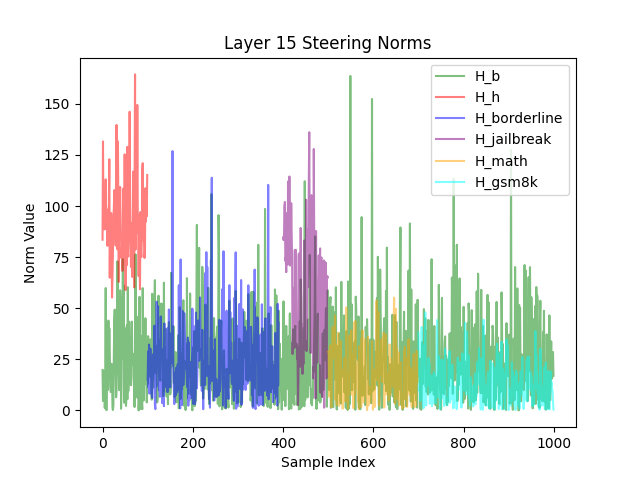 Layer 15 Steering Norms
H_b
H_h
H_borderline
H_jailbreak
H_math
H_gsm8k
Norm Value
150
125
100
75
50
25
0
0 200 400 600 800 1000
Sample Index